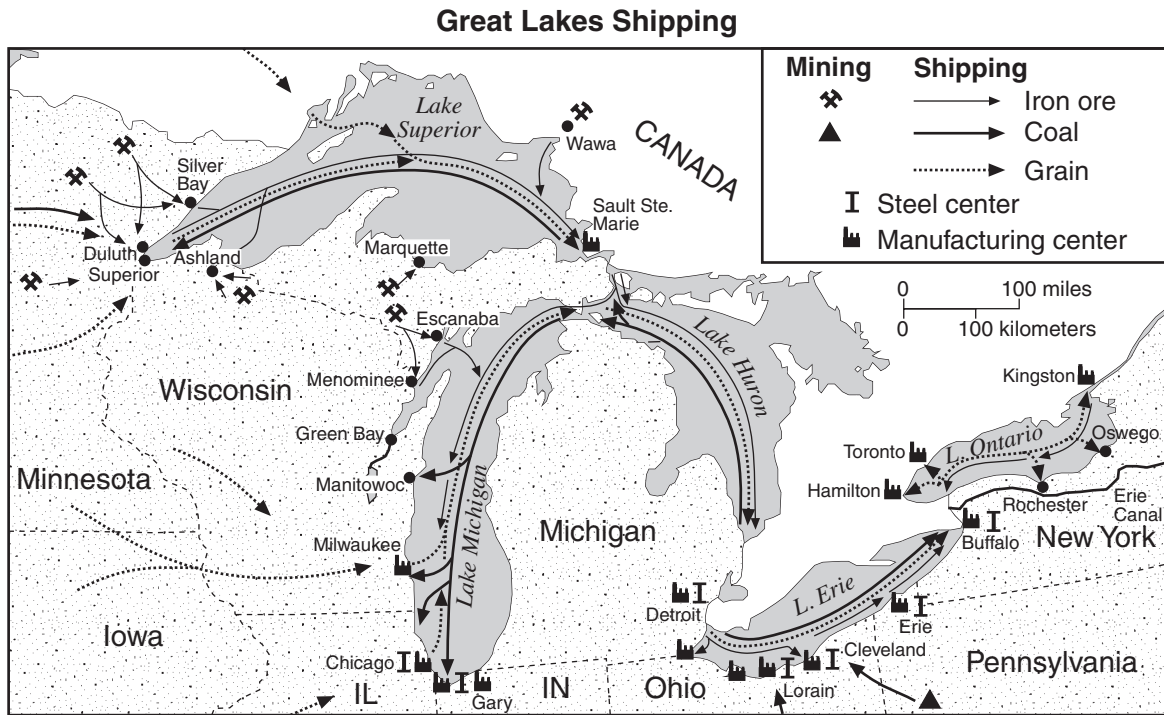 Great Lakes Shipping
Mining Shipping
Iron ore
Coal
Grain
Steel center
Manufacturing center
0 100 miles
0 100 kilometers
Lake
Superior
CANADA
Wawa
Silver
Bay
Sault Ste.
Marie
Duluth
Superior
Ashland
Marquette
Escanaba
Wisconsin
Menominee
Lake Huron
Kingston
Green Bay
Toronto
L. Ontario
Oswego
Minnesota
Manitowoc
Hamilton
Rochester
Erie
Canal
Michigan
Lake Michigan
Milwaukee
Buffalo
New York
Detroit
L. Erie
Erie
Iowa
Chicago
Cleveland
Pennsylvania
IL
Gary
IN
Ohio
Lorain